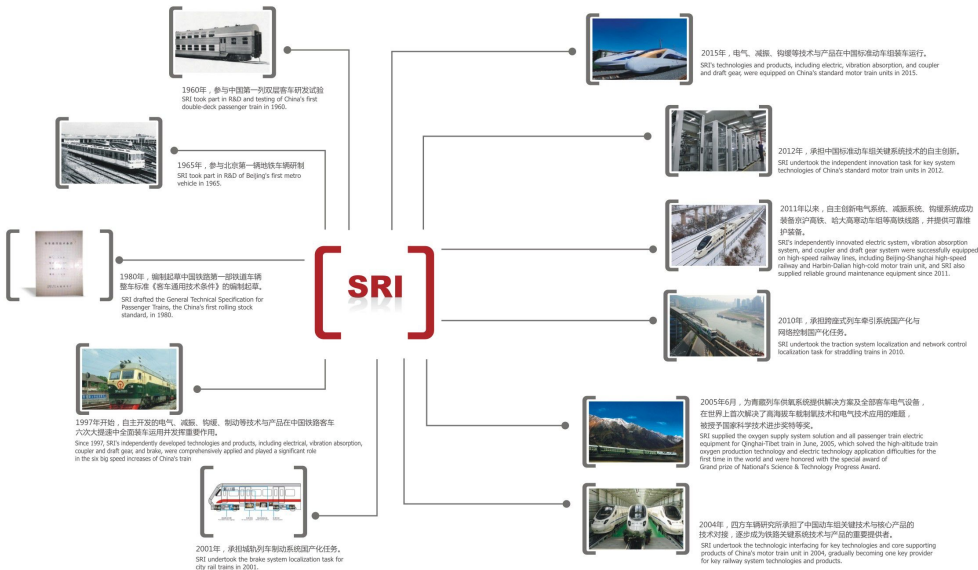 1960年，参与中国第一列双层客车研发试验
SRI took part in R&D and testing of China's first
double-deck passenger train in 1960.
1965年，参与北京第一辆地铁车辆研制
SRI took part in R&D of Beijing's first metro
vehicle in 1965.
1980年，编制起草中国铁路第一部铁道车辆
整车标准《客车通用技术条件》的编制起草。
SRI drafted the General Technical Specification for
Passenger Trains, the China's first rolling stock
standard, in 1980.
1997年开始，自主开发的电气、减振、钩缓、制动等技术与产品在中国铁路客车
六次大提速中全面装车运用并发挥重要作用。
Since 1997, SRI's independently developed technologies and products, including electrical, vibration absorption,
coupler and draft gear, and brake, were comprehensively applied and played a significant role
in the six big speed increases of China's train
2001年，承担城轨列车制动系统国产化任务。
SRI undertook the brake system localization task for
city rail trains in 2001.
SRI
2015年，电气、减振、钩缓等技术与产品在中国标准动车组装车运行。
SRI's technologies and products, including electric, vibration absorption, and coupler
and draft gear, were equipped on China's standard motor train units in 2015.
2012年，承担中国标准动车组关键系统技术的自主创新。
SRI undertook the independent innovation task for key system
technologies of China's standard motor train units in 2012.
2011年以来，自主创新电气系统、减振系统、钩缓系统成功
装备京沪高铁、哈大高寒动车组等高铁线路，并提供可靠维
护装备。
SRI's independently innovated electric system, vibration absorption
system, and coupler and draft gear system were successfully equipped
on high-speed railway lines, including Beijing-Shanghai high-speed
railway and Harbin-Dalian high-cold motor train unit, and SRI also
supplied reliable ground maintenance equipment since 2011.
2010年，承担跨座式列车牵引系统国产化与
网络控制国产化任务。
SRI undertook the traction system localization and network control
localization task for straddling trains in 2010.
2005年6月，为青藏列车供氧系统提供解决方案及全部客车电气设备，
在世界上首次解决了高海拔车载制氧技术和电气技术应用的难题，
被授予国家科学技术进步奖特等奖。
SRI supplied the oxygen supply system solution and all passenger train electric
equipment for Qinghai-Tibet train in June, 2005, which solved the high-altitude train
oxygen production technology and electric technology application difficulties for the
first time in the world and were honored with the special award of
Grand prize of National's Science & Technology Progress Award.
2004年，四方车辆研究所承担了中国动车组关键技术与核心产品的
技术对接，逐步成为铁路关键系统技术与产品的重要提供者。
SRI undertook the technologic interfacing for key technologies and core supporting
products of China's motor train unit in 2004, gradually becoming one key provider
for key railway system technologies and products.